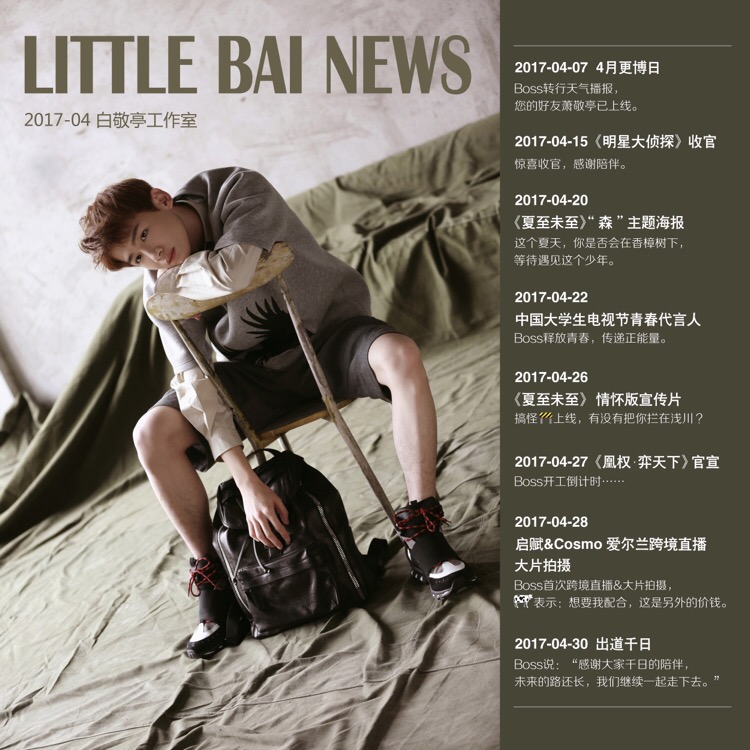 LITTLE BAI NEWS
2017-04 白敬亭工作室
2017-04-07 4月更博日
Boss转行天气播报，
您的好友萧敬亭已上线。
2017-04-15《明星大侦探》收官
惊喜收官，感谢陪伴。
2017-04-20
《夏至未至》“森”主题海报
这个夏天，你是否会在香樟树下，
等待遇见这个少年。
2017-04-22
中国大学生电视节青春代言人
Boss释放青春，传递正能量。
2017-04-26
《夏至未至》 情怀版宣传片
搞怪🚧上线，有没有把你拦在浅川？
2017-04-27《凰权·弈天下》官宣
Boss开工倒计时……
2017-04-28
启赋&Cosmo 爱尔兰跨境直播
大片拍摄
Boss首次跨境直播&大片拍摄，
表示：想要我配合，这是另外的价钱。
2017-04-30 出道千日
Boss说：“感谢大家千日的陪伴，
未来的路还长，我们继续一起走下去。”